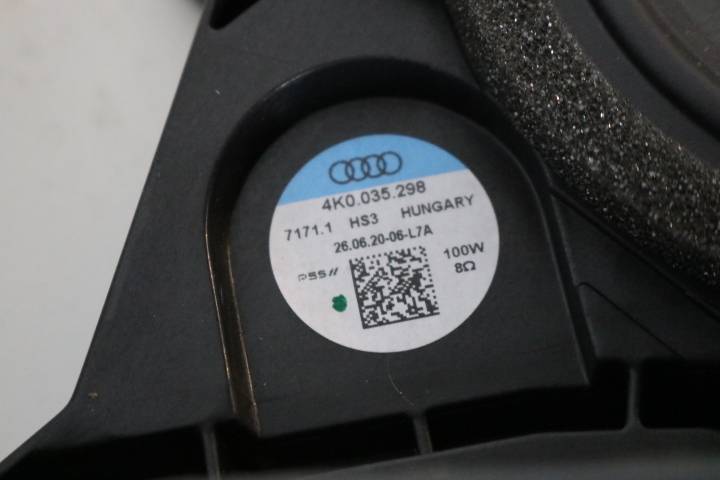 4K0.035.298
7171.1 HS3 HUNGARY
26.06.20-06-L7A
100W
PSS// 8Ω